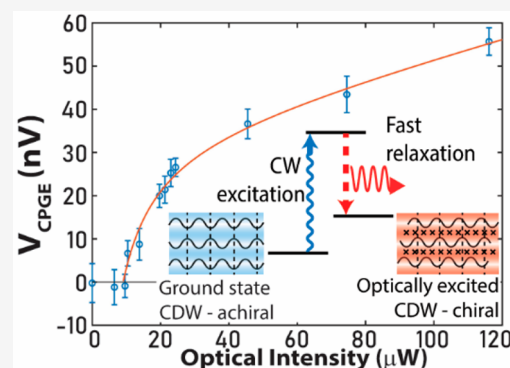 60
50
40
30
20
10
0
-10
V_CPGE (nV)
CW
excitation
Fast
relaxation
Ground state
CDW - achiral
Optically excited
CDW - chiral
0 20 40 60 80 100 120
Optical Intensity (μW)